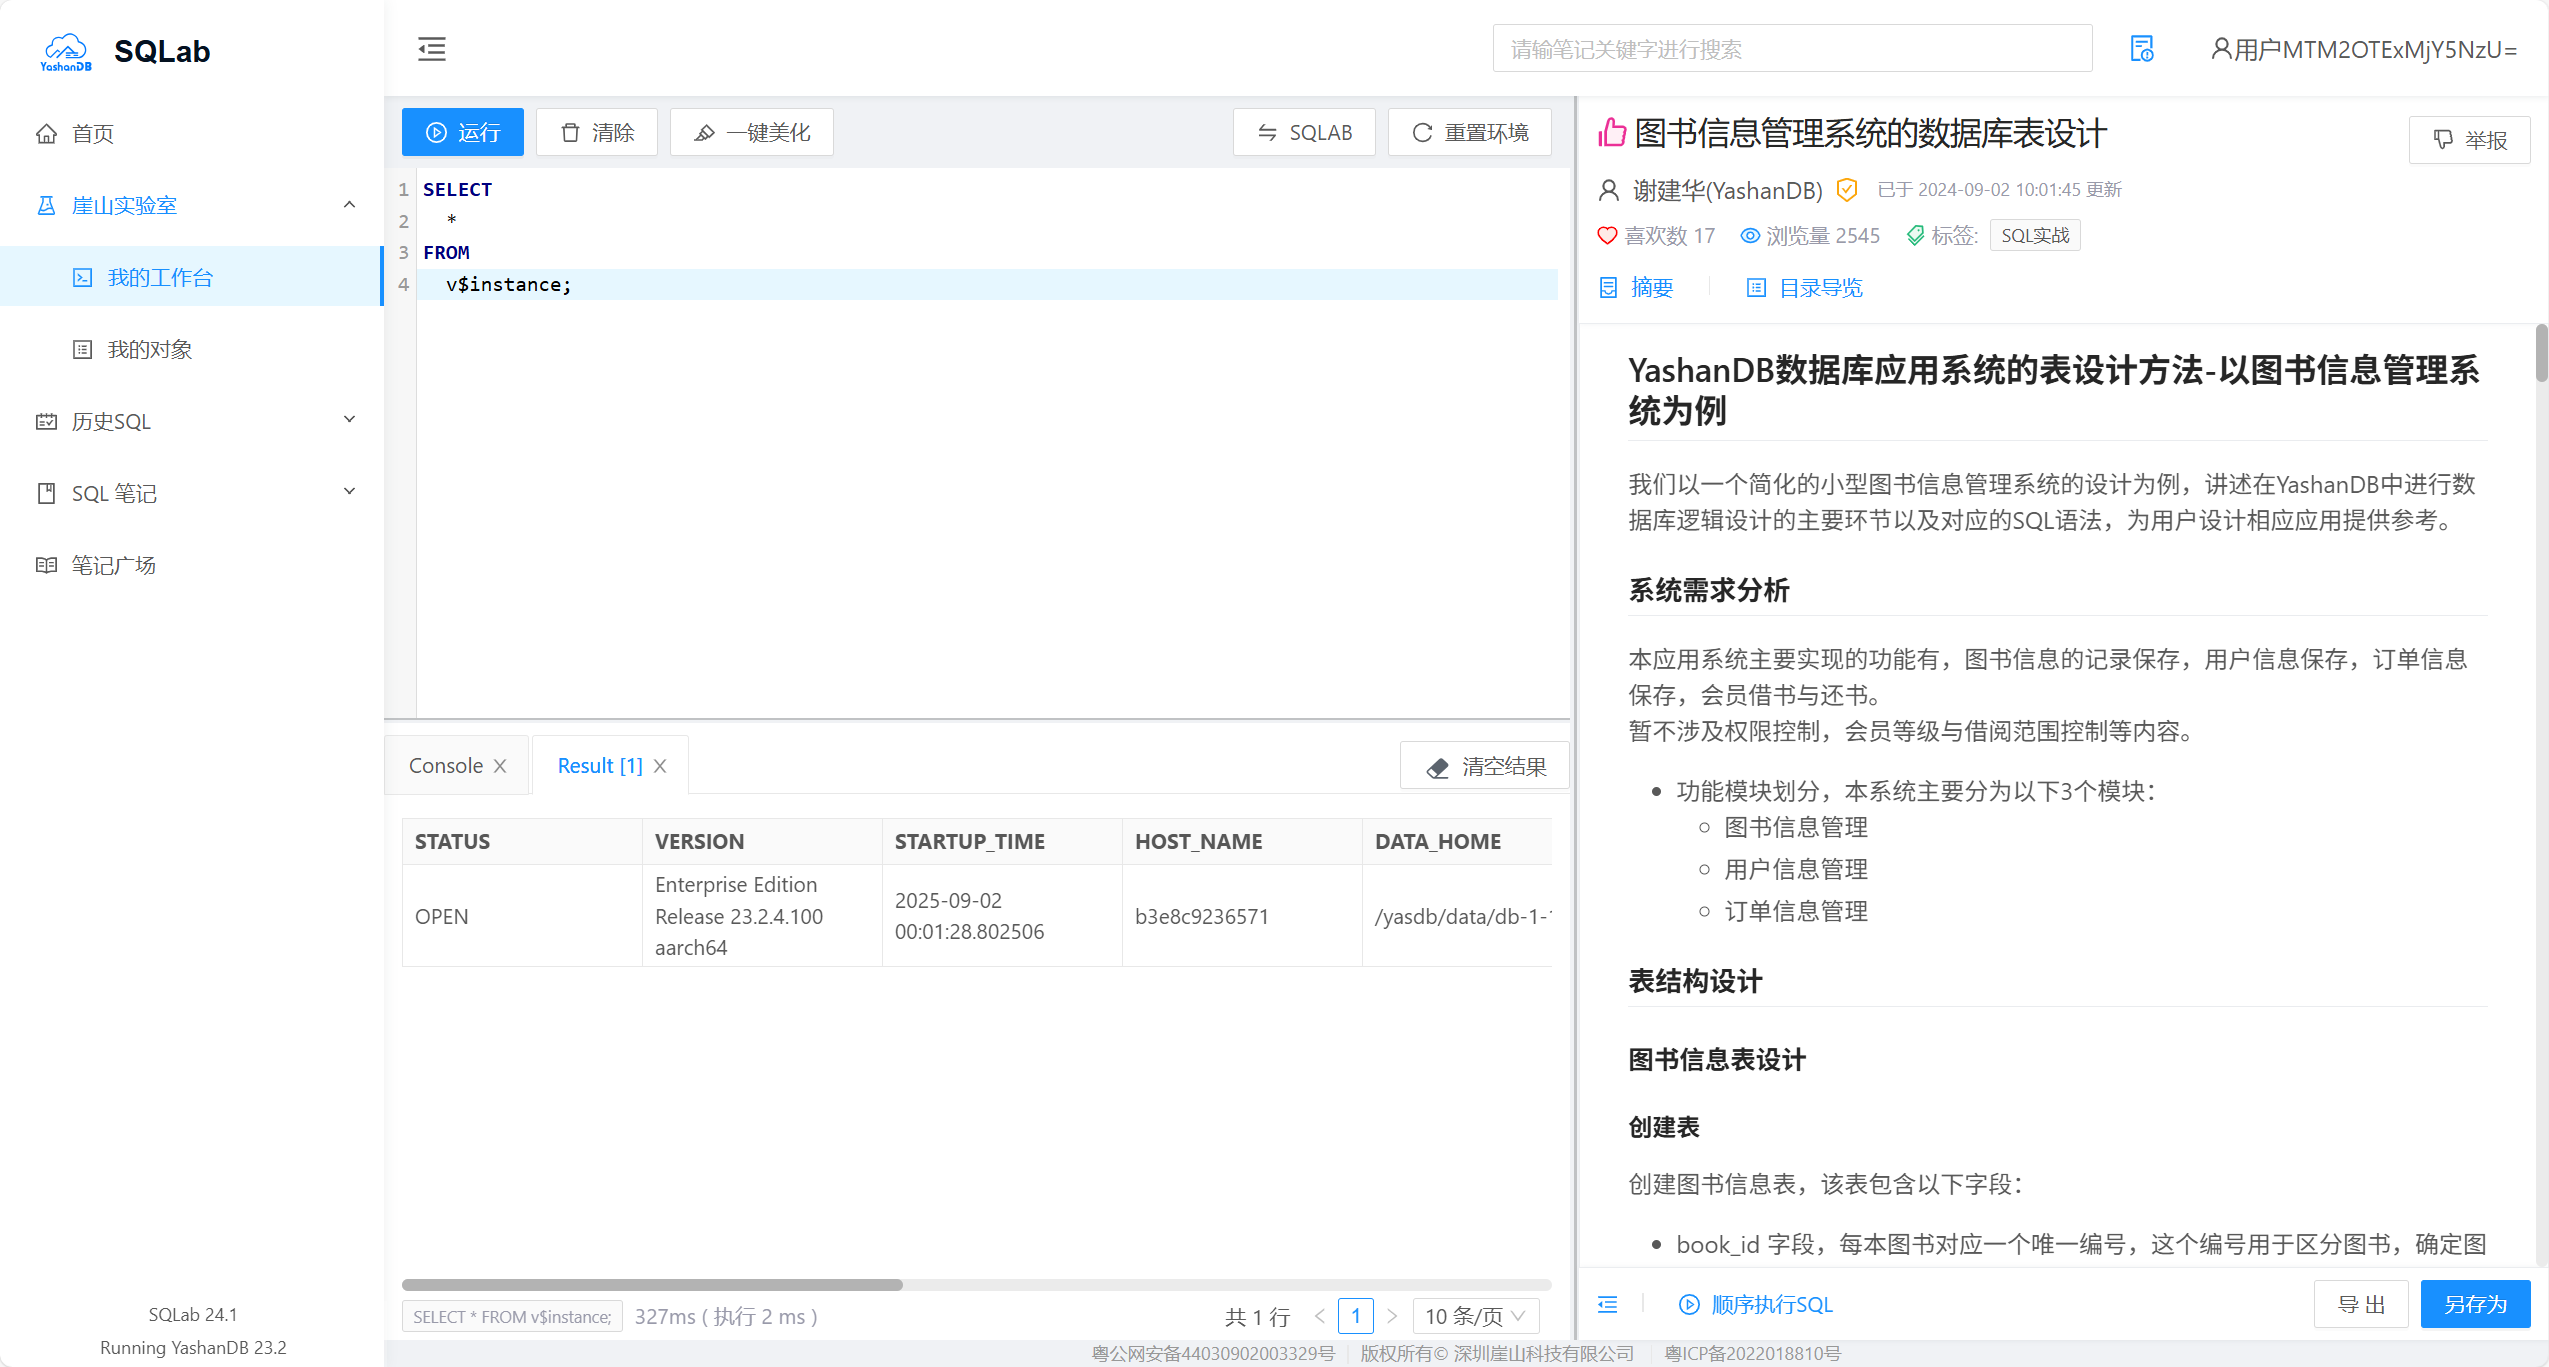 YashanDB
SQLab
首页
崖山实验室
我的工作台
我的对象
历史SQL
SQL 笔记
笔记广场
SQLab 24.1
Running YashanDB 23.2
请输笔记关键字进行搜索
用户MTM2OTExMjY5NzU=
运行
清除
一键美化
SQLAB
重置环境
1 SELECT
2 *
3 FROM
4 v$instance;
Console
Result [1]
清空结果
STATUS VERSION STARTUP_TIME HOST_NAME DATA_HOME
OPEN
Enterprise Edition
Release 23.2.4.100
aarch64
2025-09-02
00:01:28.802506
b3e8c9236571
/yasdb/data/db-1-
SELECT * FROM v$instance;
327ms ( 执行 2 ms )
共 1 行
1
10 条/页
图书信息管理系统的数据库表设计
举报
谢建华(YashanDB)
已于 2024-09-02 10:01:45 更新
喜欢数 17
浏览量 2545
标签:
SQL实战
摘要
目录导览
YashanDB数据库应用系统的表设计方法-以图书信息管理系
统为例
我们以一个简化的小型图书信息管理系统的设计为例，讲述在YashanDB中进行数
据库逻辑设计的主要环节以及对应的SQL语法，为用户设计相应应用提供参考。
系统需求分析
本应用系统主要实现的功能有，图书信息的记录保存，用户信息保存，订单信息
保存，会员借书与还书。
暂不涉及权限控制，会员等级与借阅范围控制等内容。
功能模块划分，本系统主要分为以下3个模块：
图书信息管理
用户信息管理
订单信息管理
表结构设计
图书信息表设计
创建表
创建图书信息表，该表包含以下字段：
book_id 字段，每本图书对应一个唯一编号，这个编号用于区分图书，确定图
顺序执行SQL
导 出
另存为
粤公网安备44030902003329号
版权所有© 深圳崖山科技有限公司
粤ICP备2022018810号